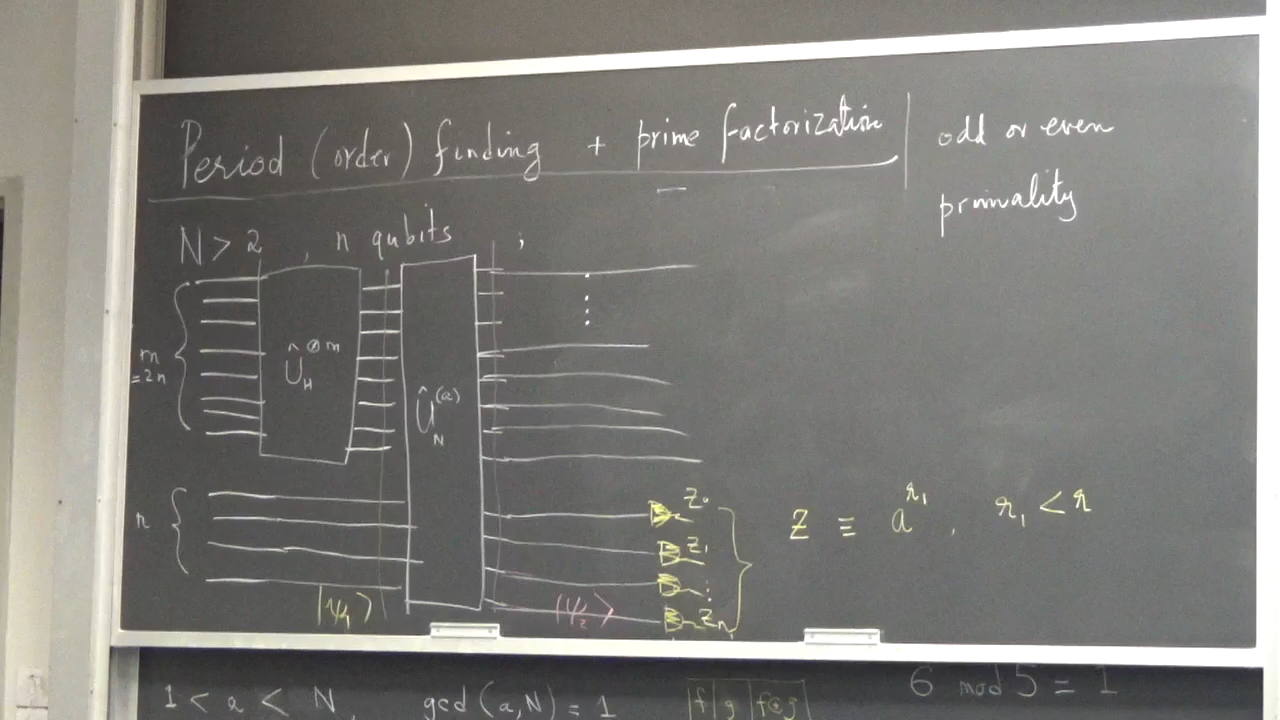 Period (order) finding + prime factorization
odd or even
primality
N > 2 , n qubits ;
m
=2n
Û_H^{⊗m}
Û_N^{(a)}
n
|ψ₁⟩
|ψ₂⟩
Z₀
Z₁
⋮
Zₙ
Z ≡ a^{r₁} , r₁ < r
1 < a < N , gcd (a,N) = 1
f g f⊕g
6 mod 5 = 1